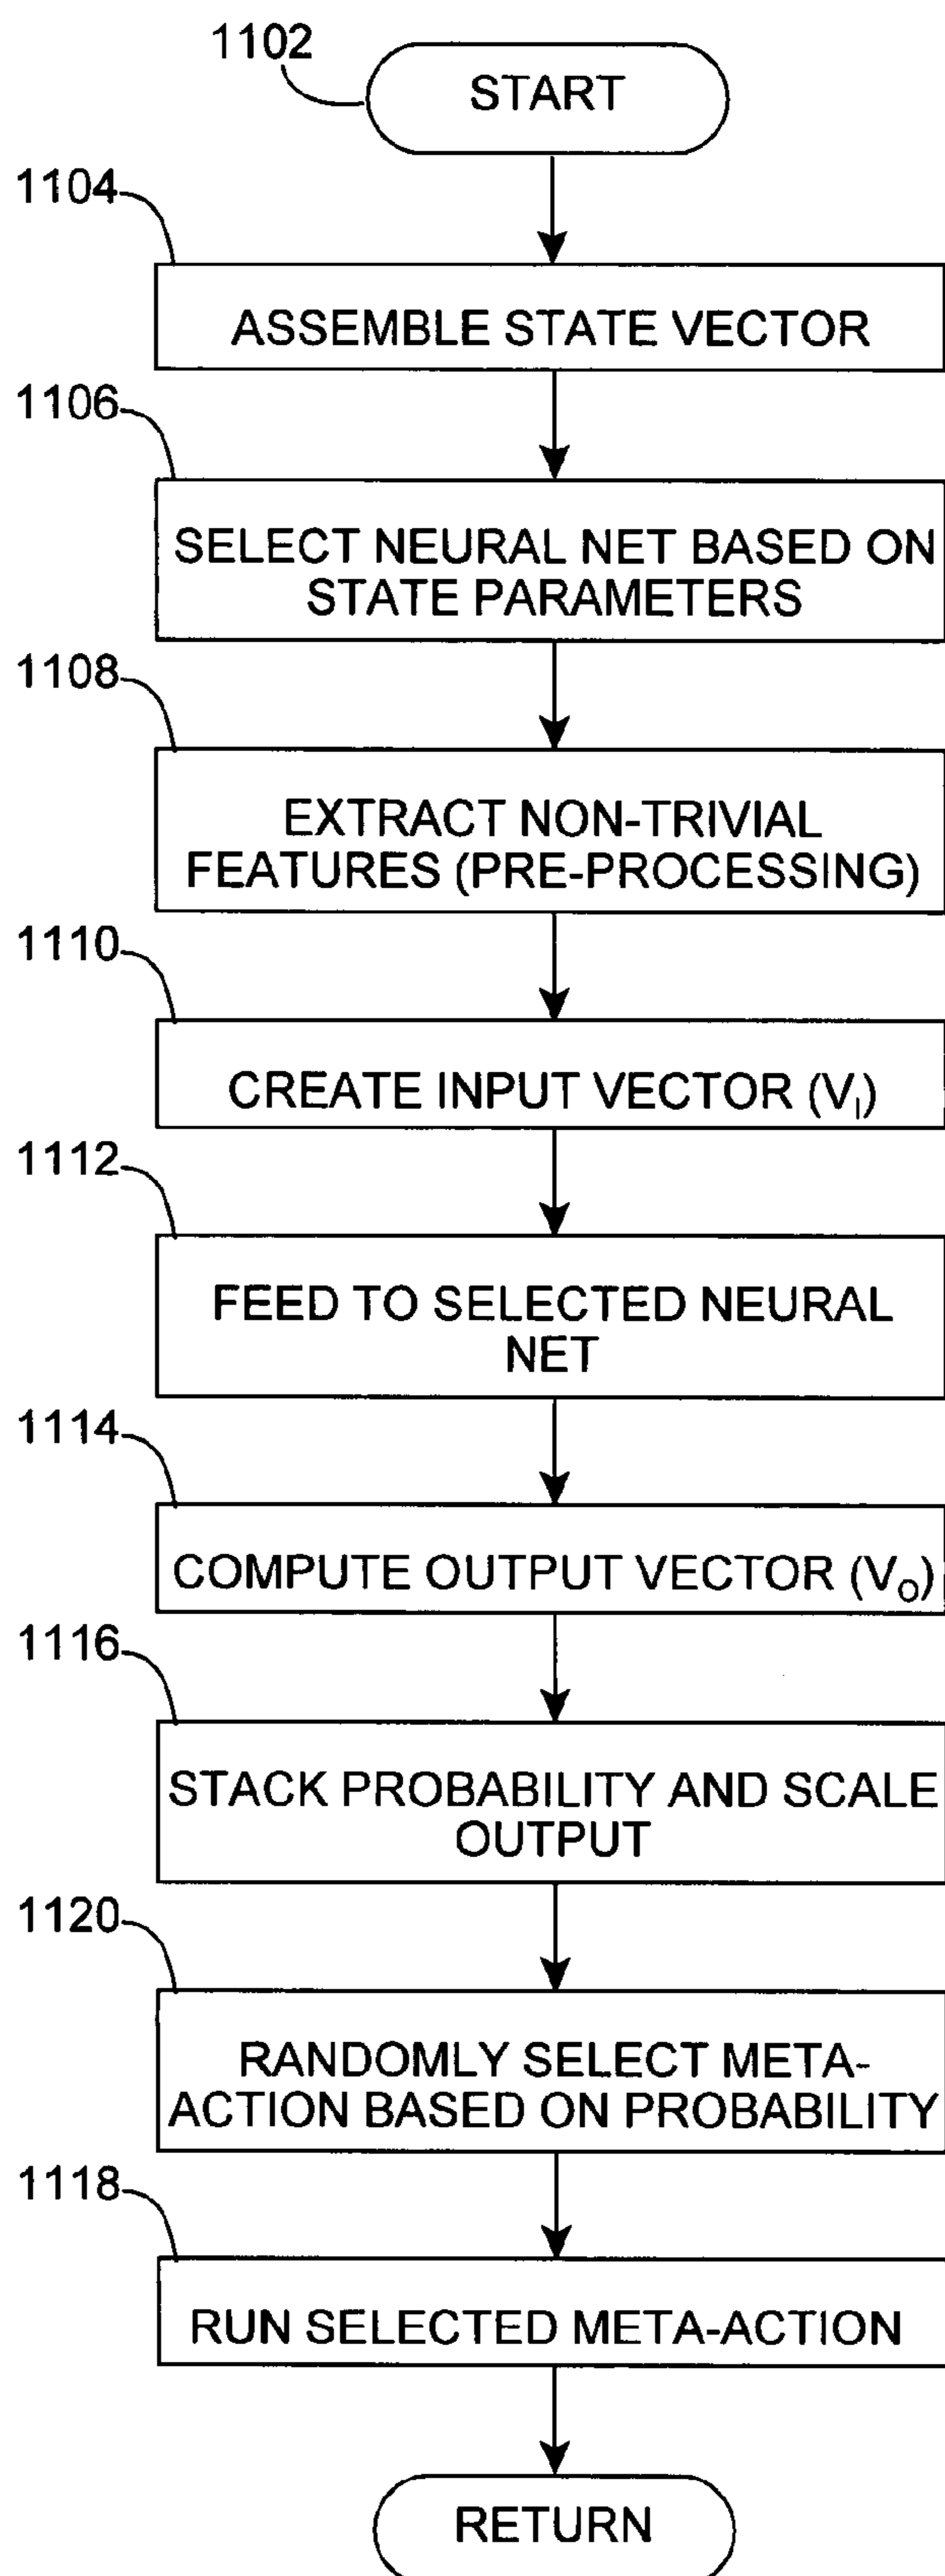 1102
START
1104
ASSEMBLE STATE VECTOR
1106
SELECT NEURAL NET BASED ON
STATE PARAMETERS
1108
EXTRACT NON-TRIVIAL
FEATURES (PRE-PROCESSING)
1110
CREATE INPUT VECTOR (VI)
1112
FEED TO SELECTED NEURAL
NET
1114
COMPUTE OUTPUT VECTOR (VO)
1116
STACK PROBABILITY AND SCALE
OUTPUT
1120
RANDOMLY SELECT META-
ACTION BASED ON PROBABILITY
1118
RUN SELECTED META-ACTION
RETURN